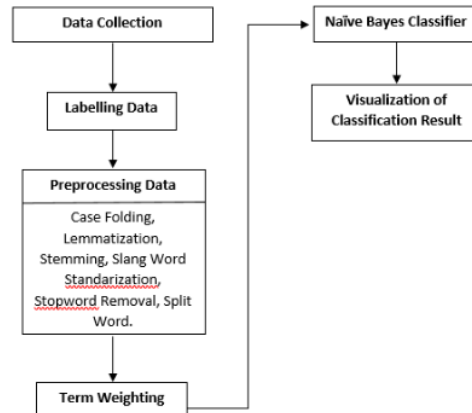 Data Collection
Labelling Data
Preprocessing Data
Case Folding,
Lemmatization,
Stemming, Slang Word
Standarization,
Stopword Removal, Split
Word.
Term Weighting
Naïve Bayes Classifier
Visualization of
Classification Result